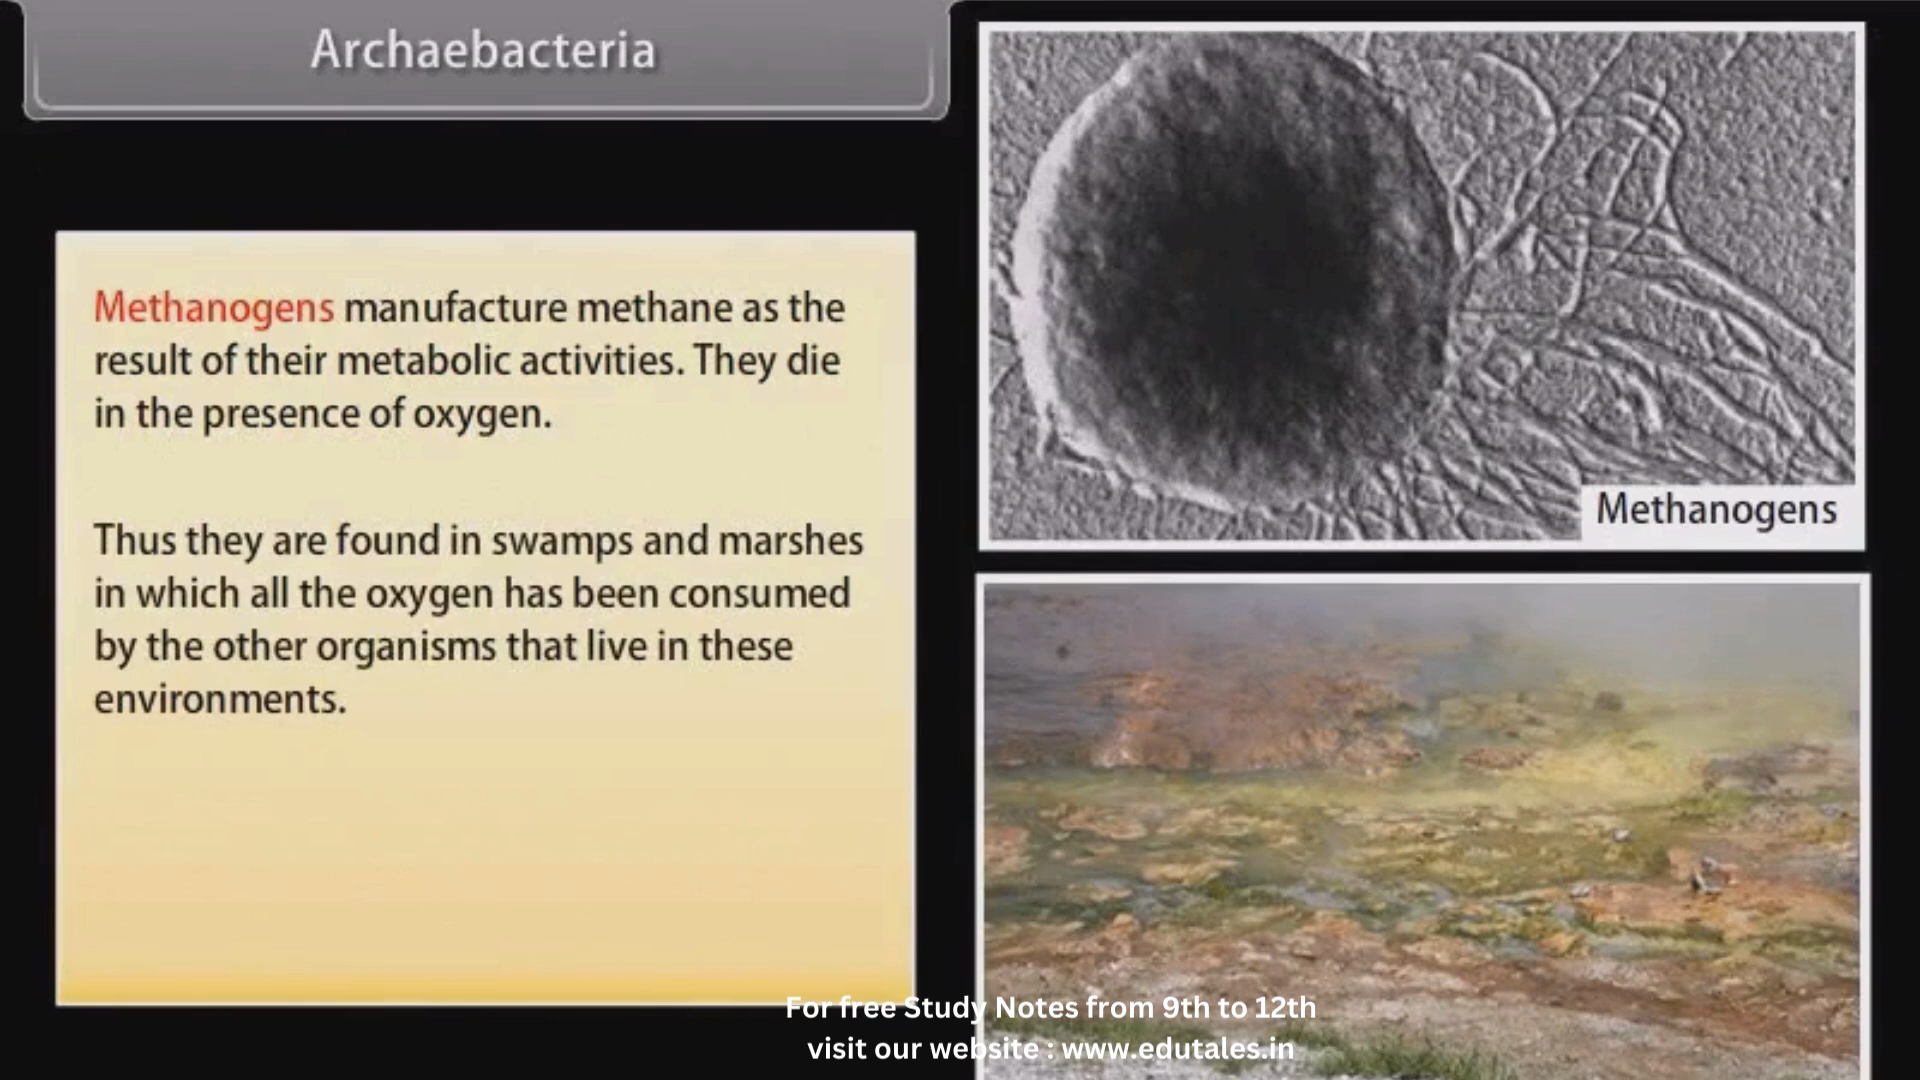 Archaebacteria
Methanogens manufacture methane as the
result of their metabolic activities. They die
in the presence of oxygen.
Thus they are found in swamps and marshes
in which all the oxygen has been consumed
by the other organisms that live in these
environments.
Methanogens
For free Study Notes from 9th to 12th
visit our website : www.edutales.in